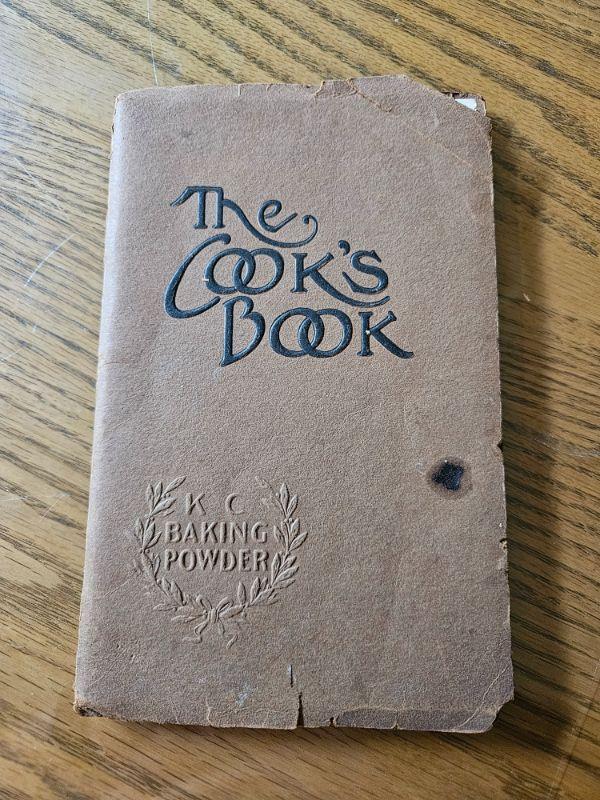 The
Cook's
Book
K C
BAKING
POWDER